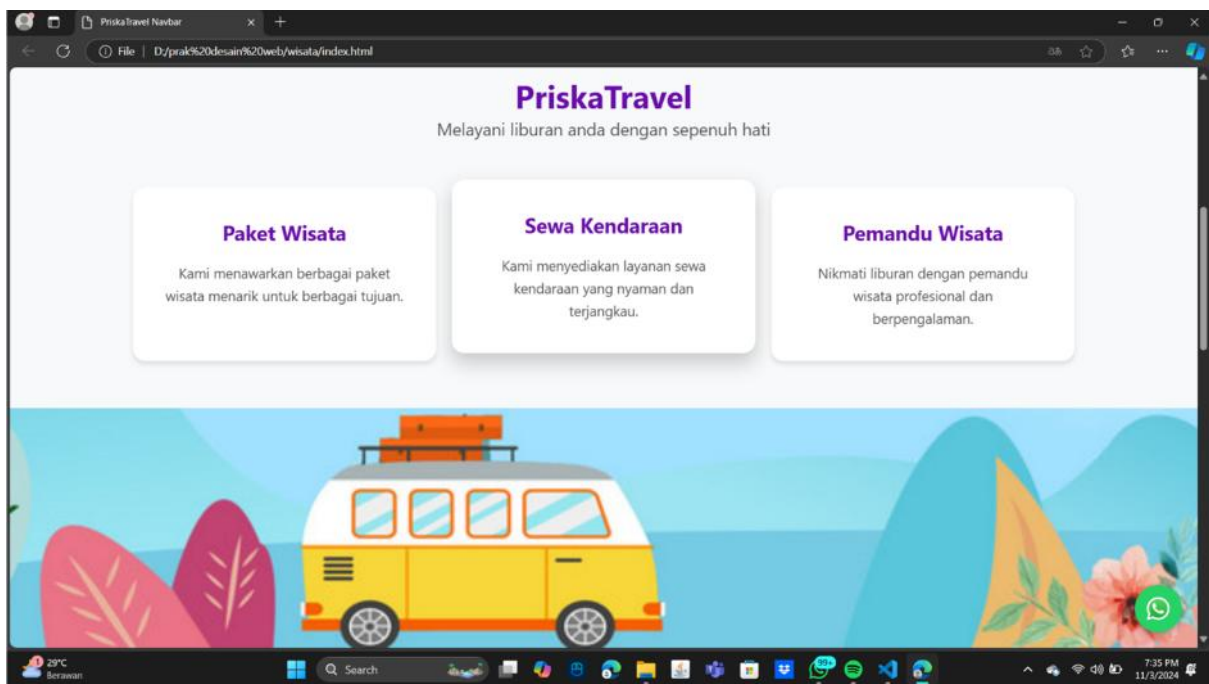 PriskaTravel Navbar
File | D:/prak%20desain%20web/wisata/index.html
PriskaTravel
Melayani liburan anda dengan sepenuh hati
Paket Wisata
Kami menawarkan berbagai paket
wisata menarik untuk berbagai tujuan.
Sewa Kendaraan
Kami menyediakan layanan sewa
kendaraan yang nyaman dan
terjangkau.
Pemandu Wisata
Nikmati liburan dengan pemandu
wisata profesional dan
berpengalaman.
29°C
Berawan
Search
99+
7:35 PM
11/3/2024